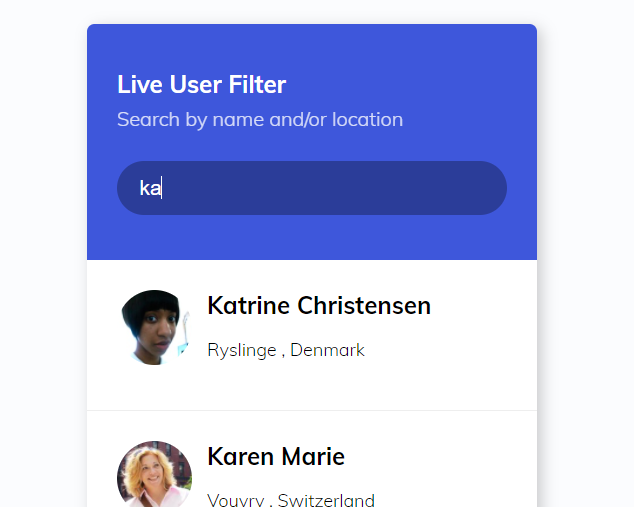 Live User Filter
Search by name and/or location
ka
Katrine Christensen
Ryslinge , Denmark
Karen Marie
Vouvry , Switzerland